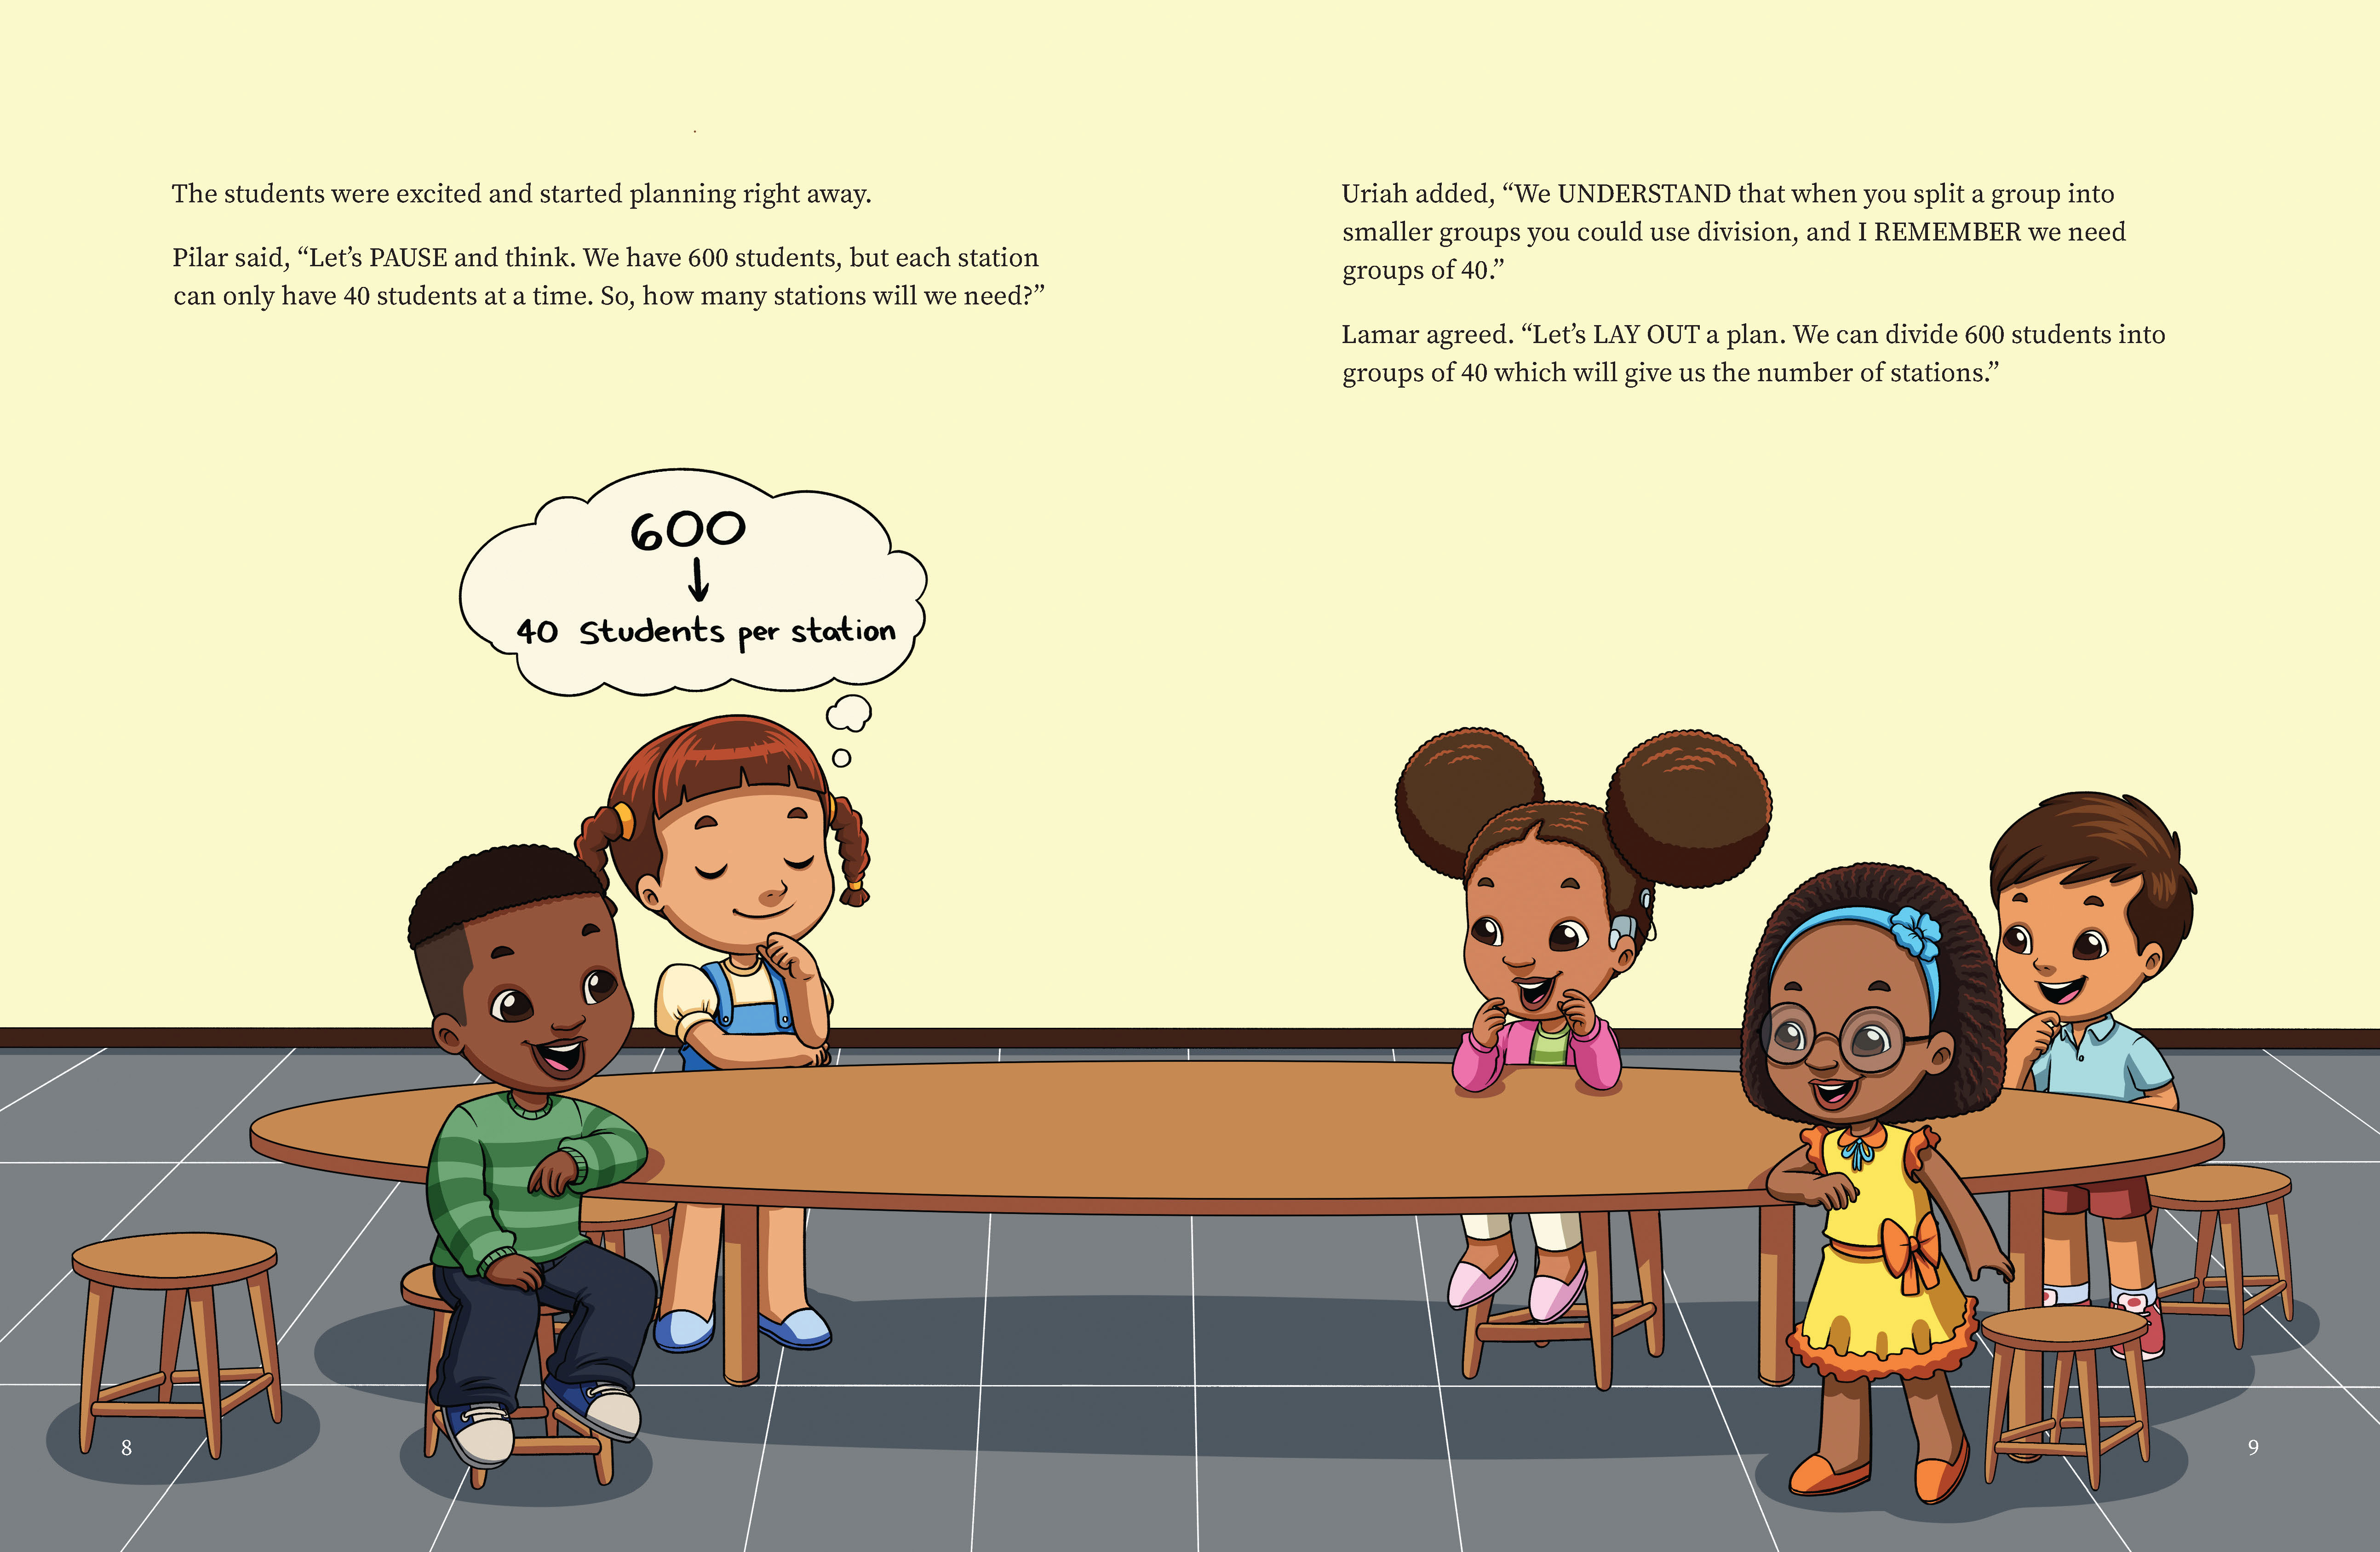 The students were excited and started planning right away.
Pilar said, “Let’s PAUSE and think. We have 600 students, but each station
can only have 40 students at a time. So, how many stations will we need?”
600
40 Students per station
8
Uriah added, “We UNDERSTAND that when you split a group into
smaller groups you could use division, and I REMEMBER we need
groups of 40.”
Lamar agreed. “Let’s LAY OUT a plan. We can divide 600 students into
groups of 40 which will give us the number of stations.”
9